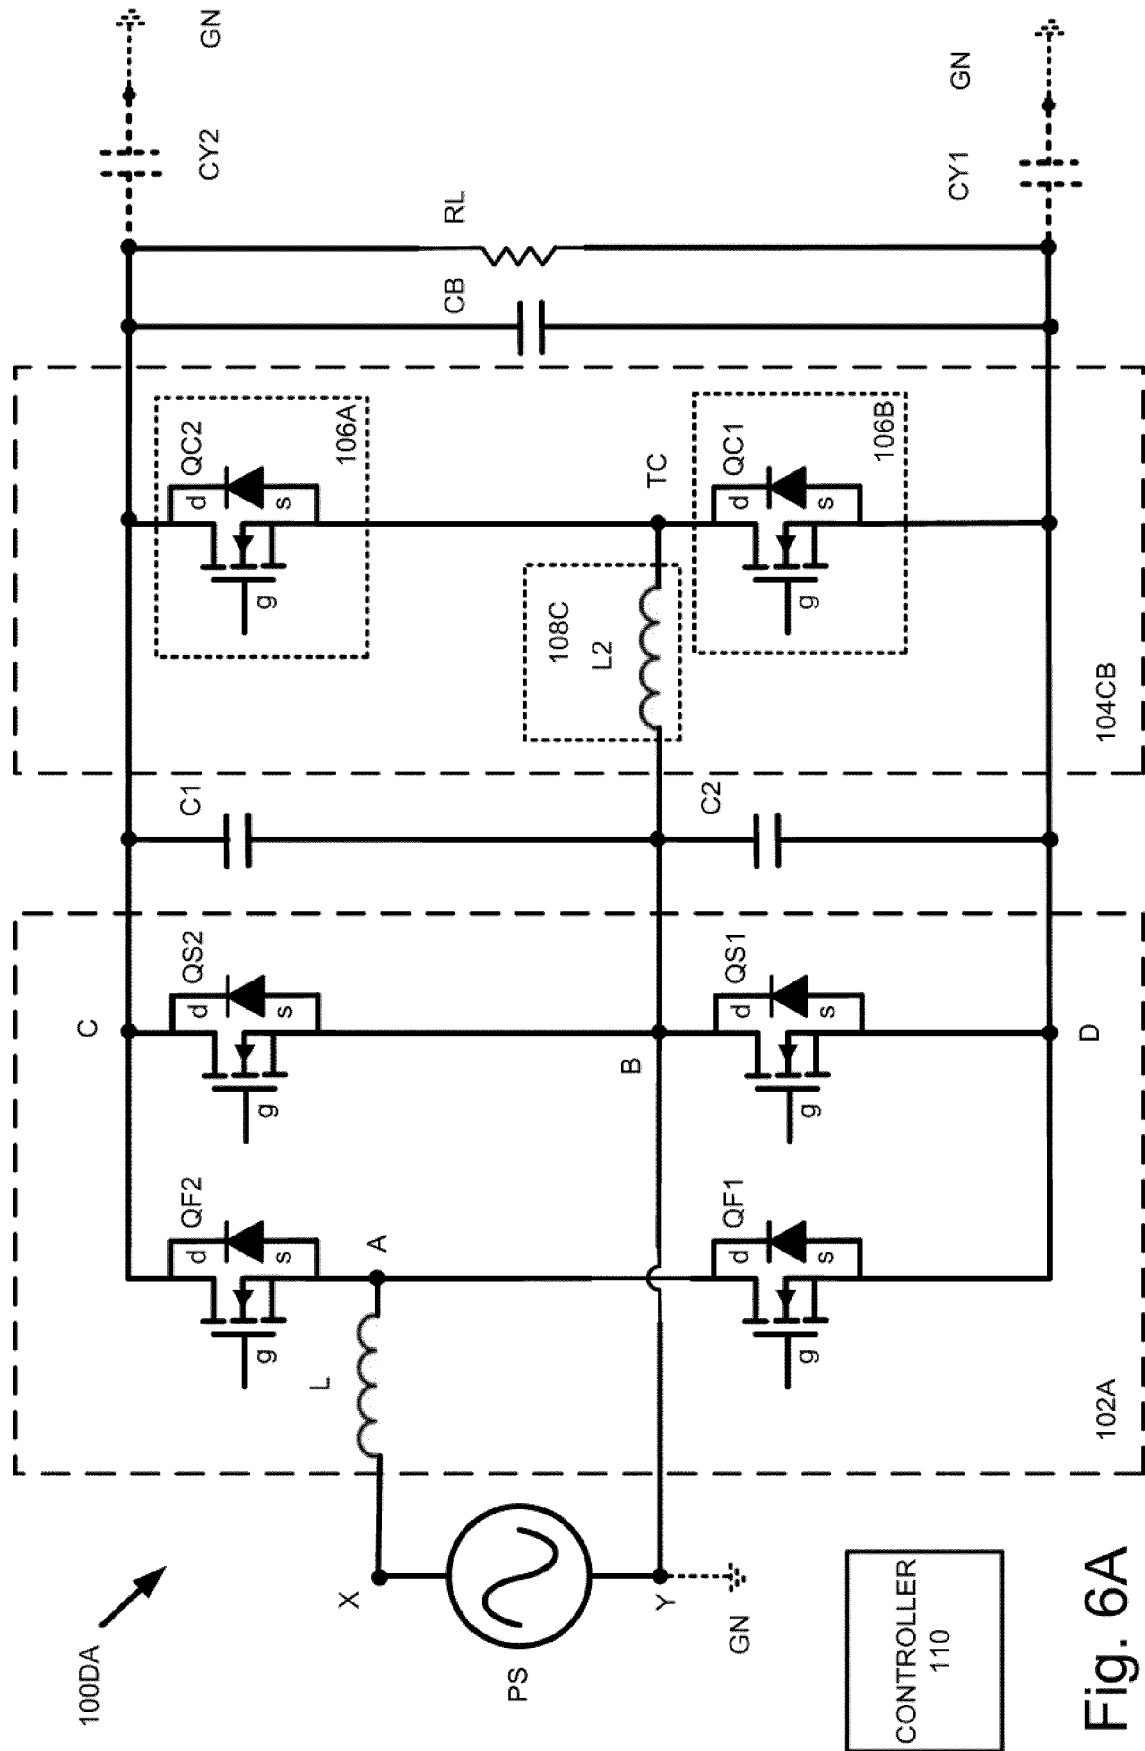 100DA
PS
X
Y
GN
CONTROLLER
110
L
A
QF2
d
s
g
QF1
d
s
g
102A
C
QS2
d
s
g
B
QS1
d
s
g
D
C1
C2
108C
L2
TC
QC2
d
s
g
106A
QC1
d
s
g
106B
104CB
CB
RL
CY2
GN
CY1
GN
Fig. 6A